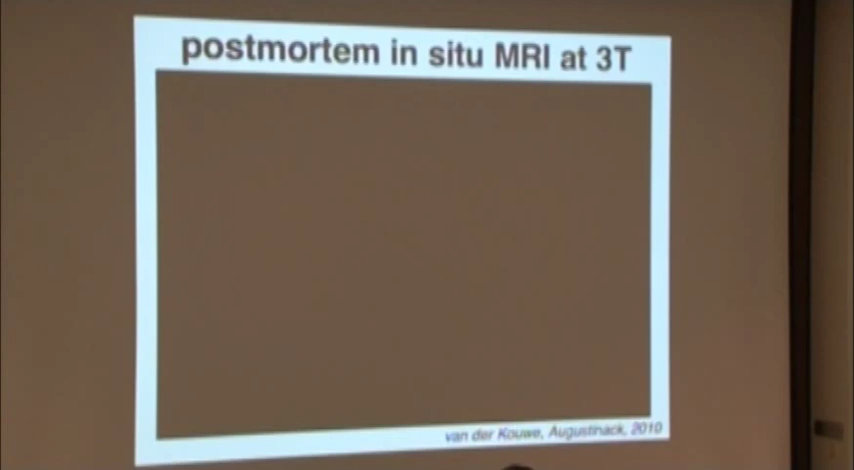 postmortem in situ MRI at 3T
van der Kouwe, Augustinack, 2010